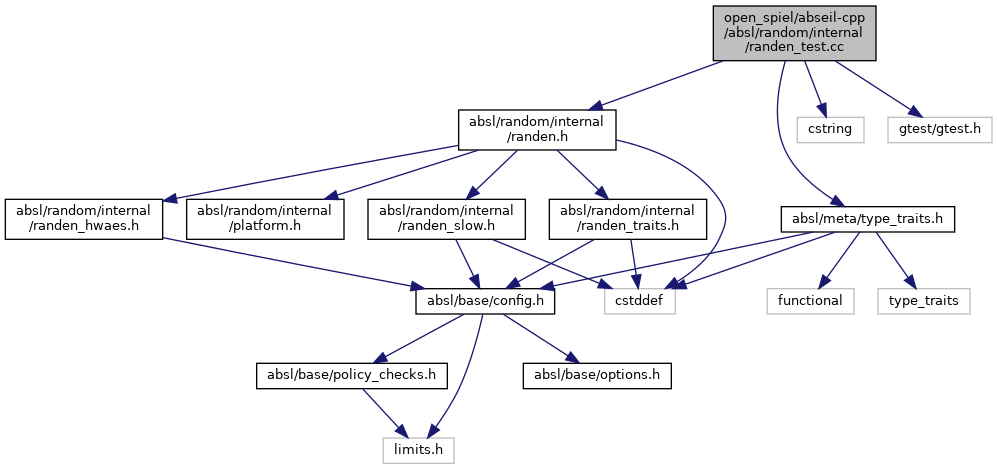 open_spiel/abseil-cpp
/absl/random/internal
/randen_test.cc
absl/random/internal
/randen.h
cstring
gtest/gtest.h
absl/random/internal
/randen_hwaes.h
absl/random/internal
/platform.h
absl/random/internal
/randen_slow.h
absl/random/internal
/randen_traits.h
absl/meta/type_traits.h
absl/base/config.h
cstddef
functional
type_traits
absl/base/policy_checks.h
absl/base/options.h
limits.h